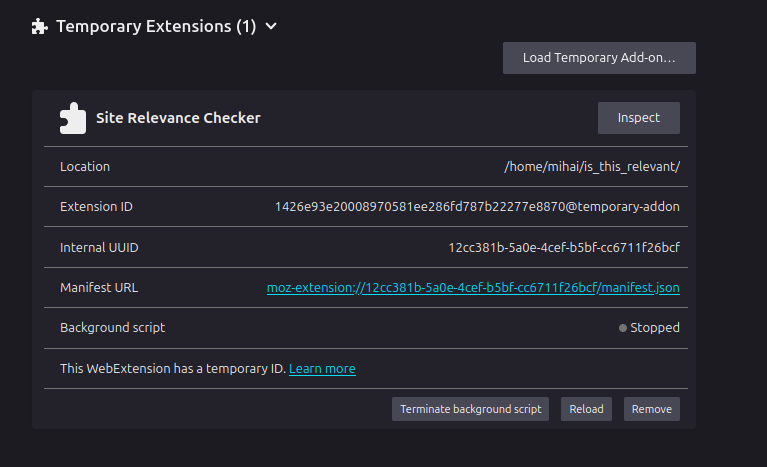 Temporary Extensions (1)
Load Temporary Add-on...
Site Relevance Checker
Inspect
Location
/home/mihai/is_this_relevant/
Extension ID
1426e93e20008970581ee286fd787b22277e8870@temporary-addon
Internal UUID
12cc381b-5a0e-4cef-b5bf-cc6711f26bcf
Manifest URL
moz-extension://12cc381b-5a0e-4cef-b5bf-cc6711f26bcf/manifest.json
Background script
Stopped
This WebExtension has a temporary ID. Learn more
Terminate background script
Reload
Remove